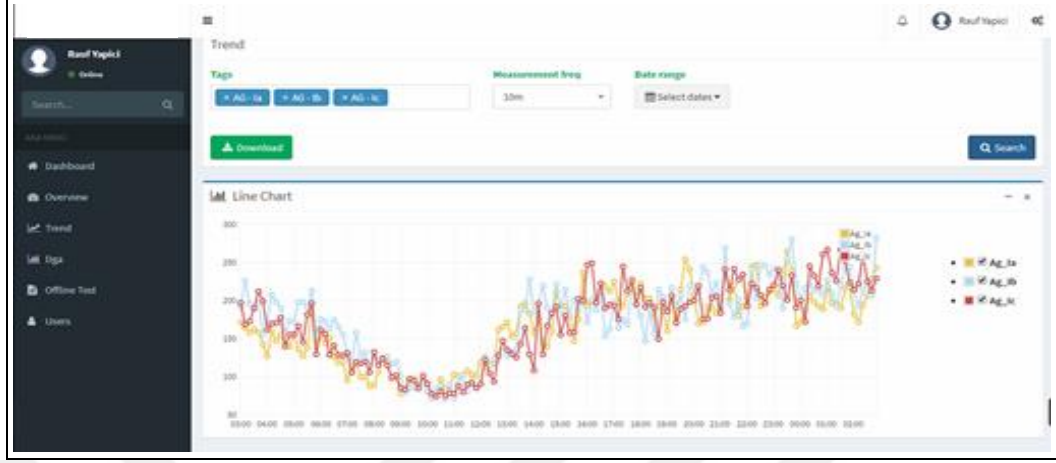 Rauf Yapici
Trend
Rauf Yapici
Online
Tags
Measurement freq
Date range
Search...
× AG - Ia × AG - Ib × AG - Ic
10m
Select dates
Download
Search
Dashboard
Overview
Line Chart
Trend
Dga
Offline Test
Users
300
250
200
150
100
50
Ag_Ia
Ag_Ib
Ag_Ic
Ag_Ia
Ag_Ib
Ag_Ic
03:00 04:00 05:00 06:00 07:00 08:00 09:00 10:00 11:00 12:00 13:00 14:00 15:00 16:00 17:00 18:00 19:00 20:00 21:00 22:00 23:00 00:00 01:00 02:00